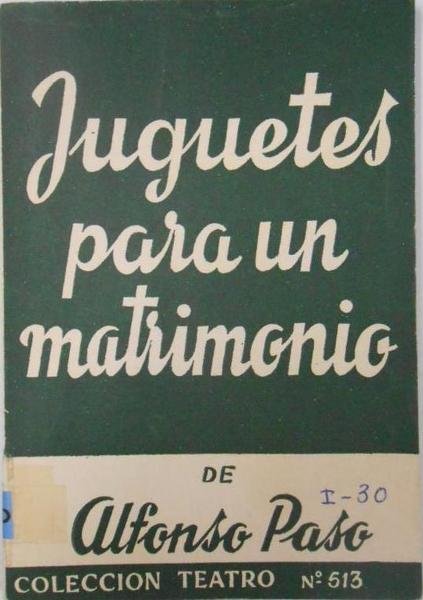 Juguetes
para un
matrimonio
DE
I-30
Alfonso Paso
COLECCION TEATRO Nº 513